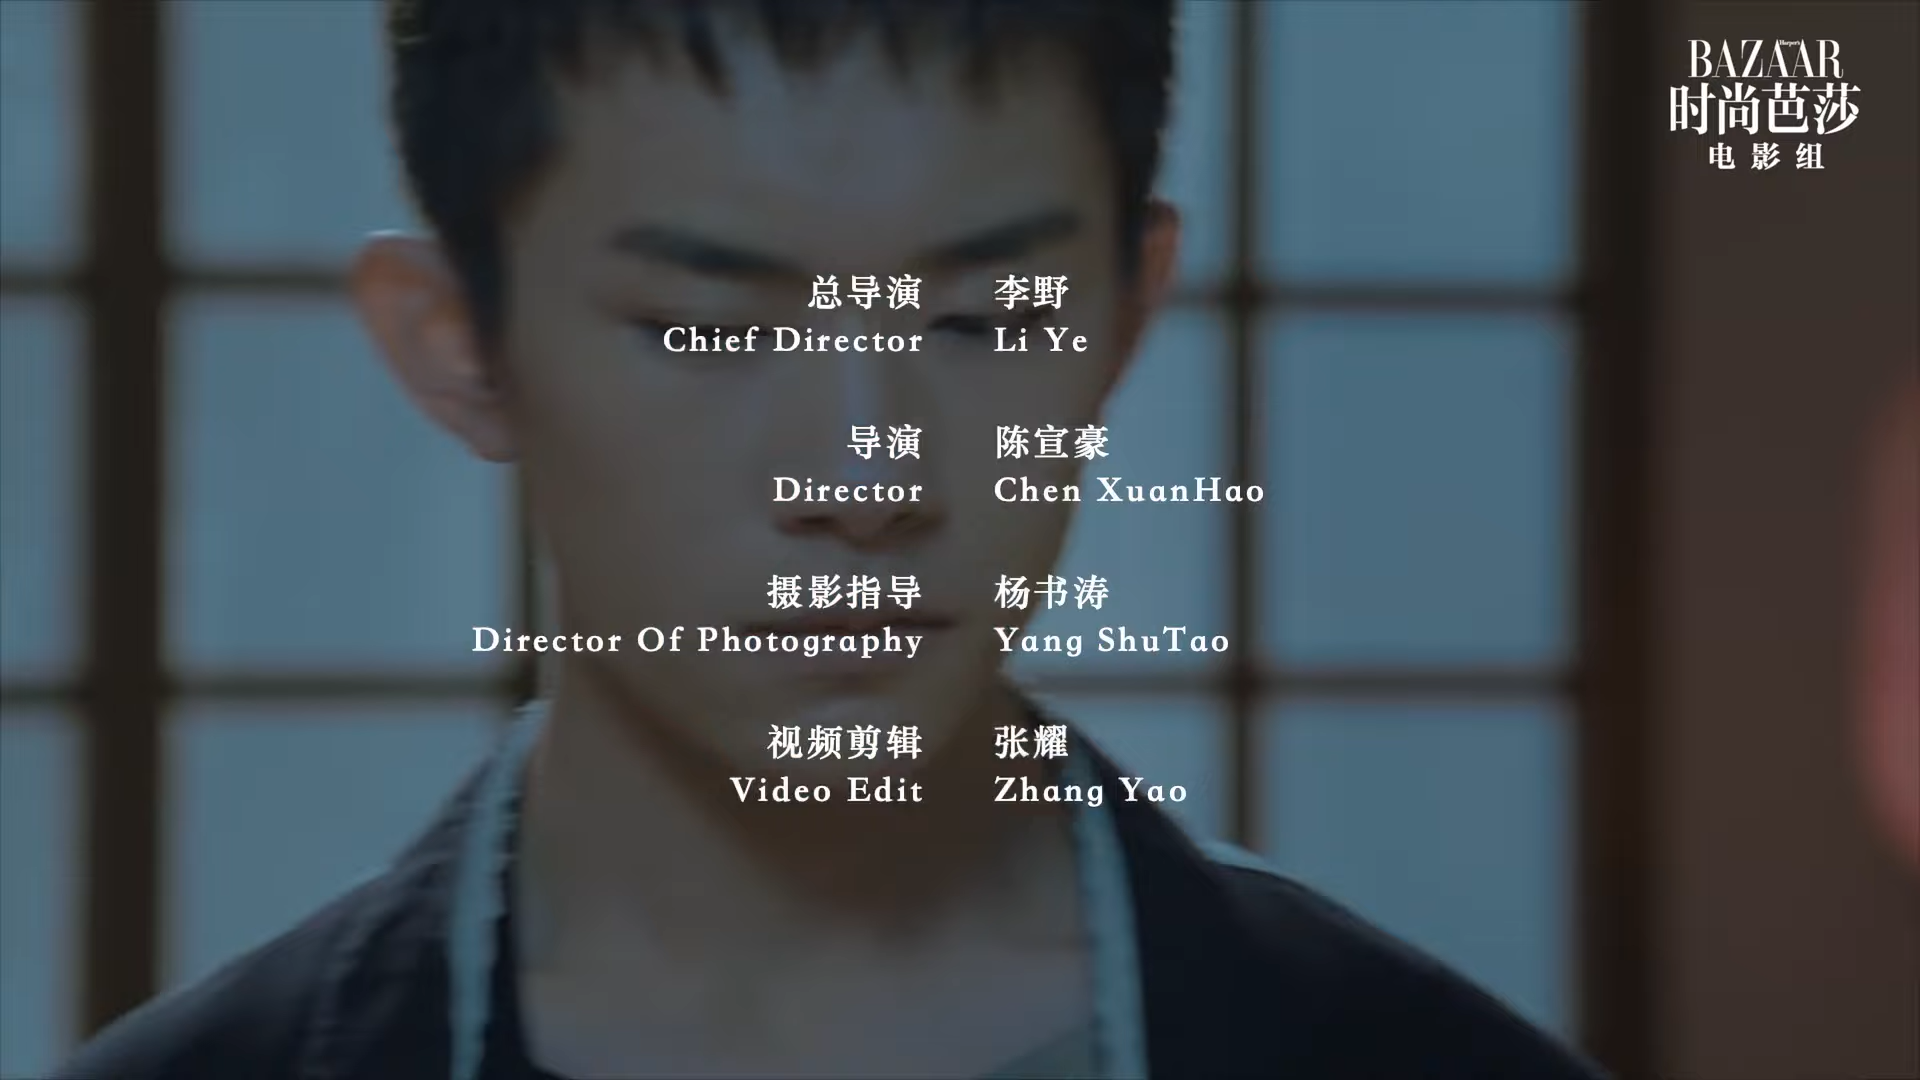 Harper's
BAZAAR
时尚芭莎
电影组
总导演 李野
Chief Director Li Ye
导演 陈宣豪
Director Chen XuanHao
摄影指导 杨书涛
Director Of Photography Yang ShuTao
视频剪辑 张耀
Video Edit Zhang Yao